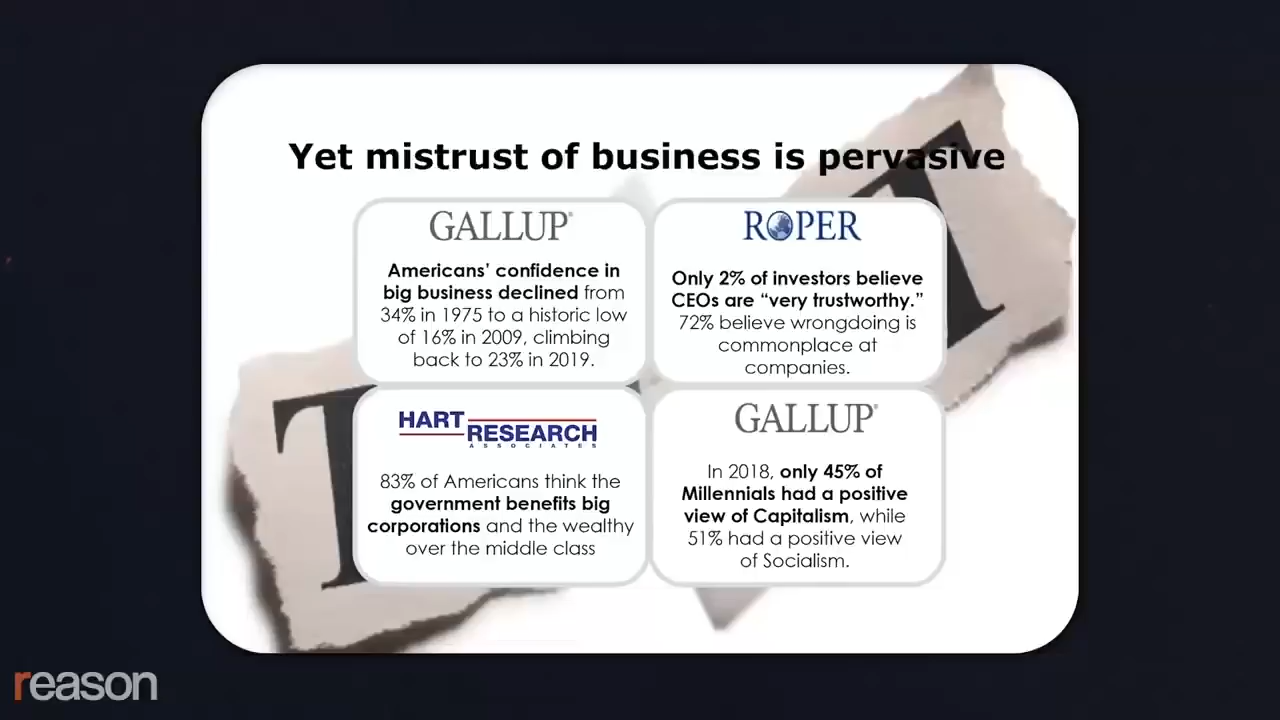 Yet mistrust of business is pervasive
GALLUP®
Americans’ confidence in
big business declined from
34% in 1975 to a historic low
of 16% in 2009, climbing
back to 23% in 2019.
ROPER
Only 2% of investors believe
CEOs are “very trustworthy.”
72% believe wrongdoing is
commonplace at
companies.
HART
RESEARCH
ASSOCIATES
83% of Americans think the
government benefits big
corporations and the wealthy
over the middle class
GALLUP®
In 2018, only 45% of
Millennials had a positive
view of Capitalism, while
51% had a positive view
of Socialism.
T
reason